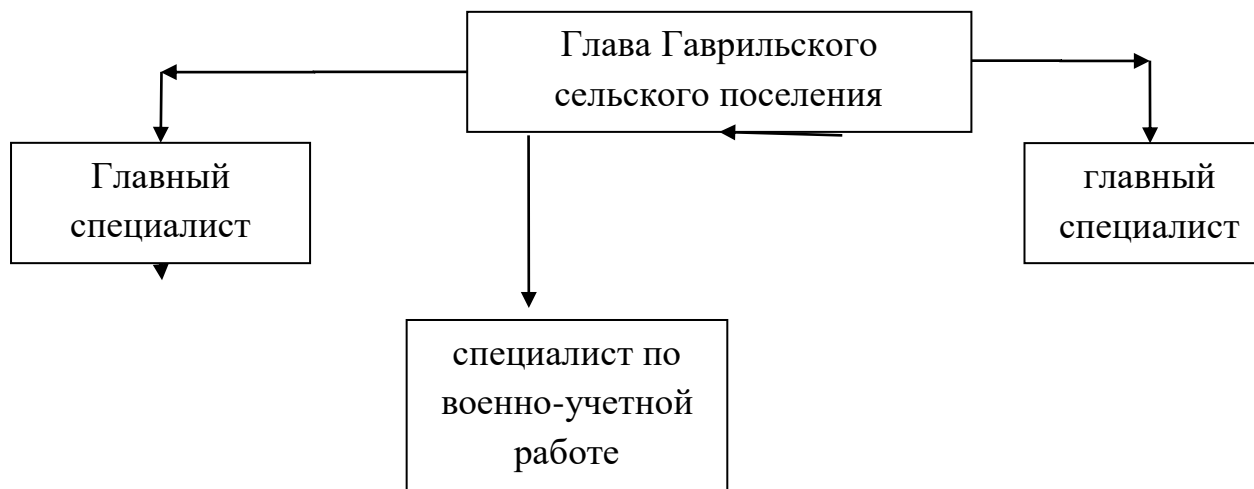 Глава Гаврильского
сельского поселения
Главный
специалист
главный
специалист
специалист по
военно-учетной
работе